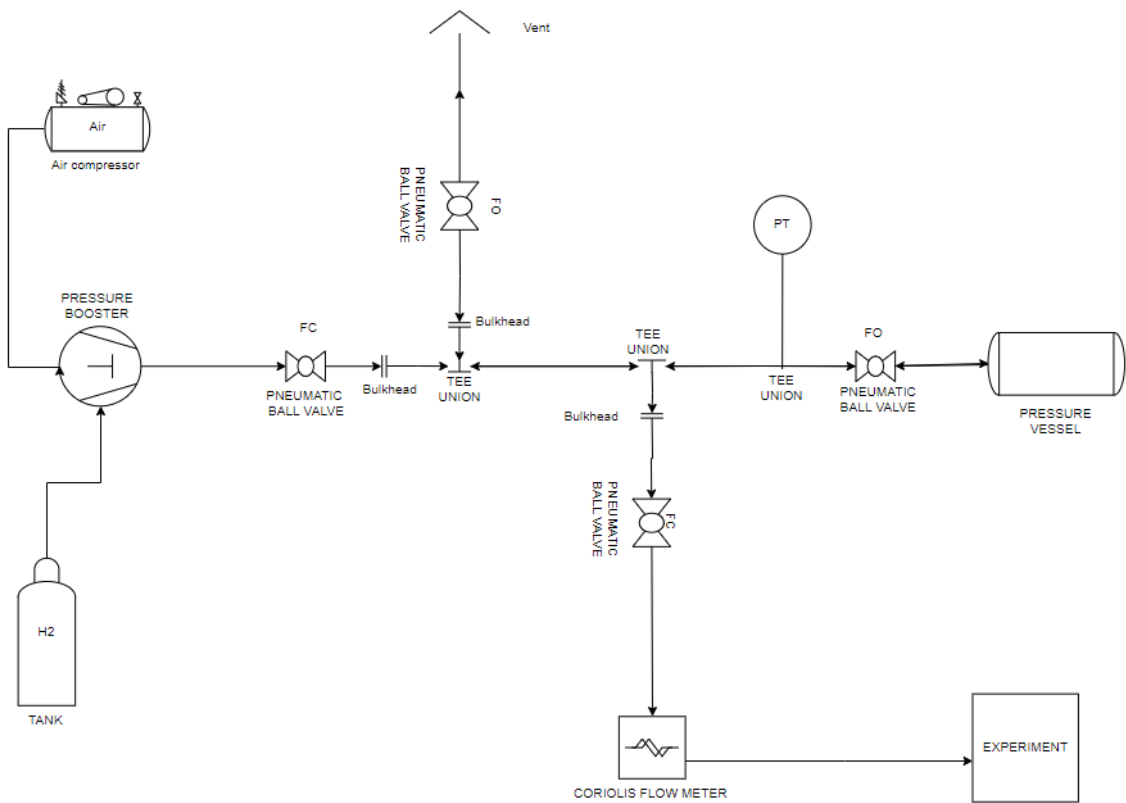 Vent
Air
Air compressor
PNEUMATIC
BALL VALVE
FO
PT
PRESSURE
BOOSTER
Bulkhead
FC
TEE
UNION
FO
PNEUMATIC
BALL VALVE
Bulkhead
TEE
UNION
TEE
UNION
PNEUMATIC
BALL VALVE
PRESSURE
VESSEL
Bulkhead
PNEUMATIC
BALL VALVE
FC
H2
TANK
EXPERIMENT
CORIOLIS FLOW METER